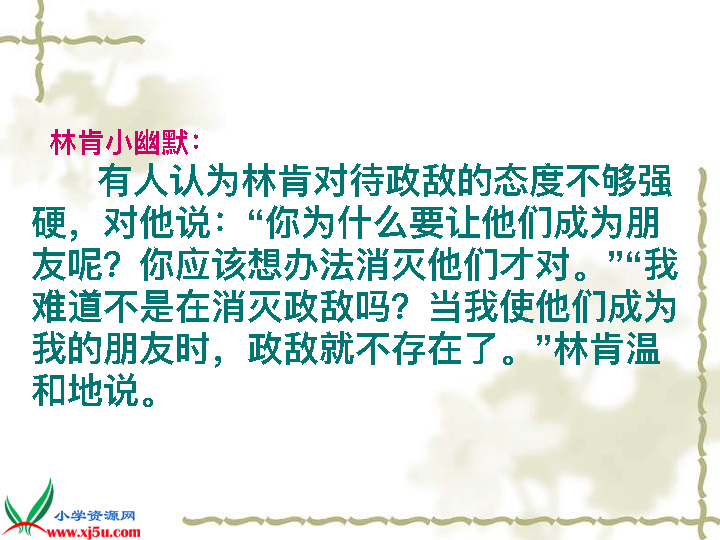 林肯小幽默：
有人认为林肯对待政敌的态度不够强
硬，对他说：“你为什么要让他们成为朋
友呢？你应该想办法消灭他们才对。”“我
难道不是在消灭政敌吗？当我使他们成为
我的朋友时，政敌就不存在了。”林肯温
和地说。
小学资源网
www.xj5u.com